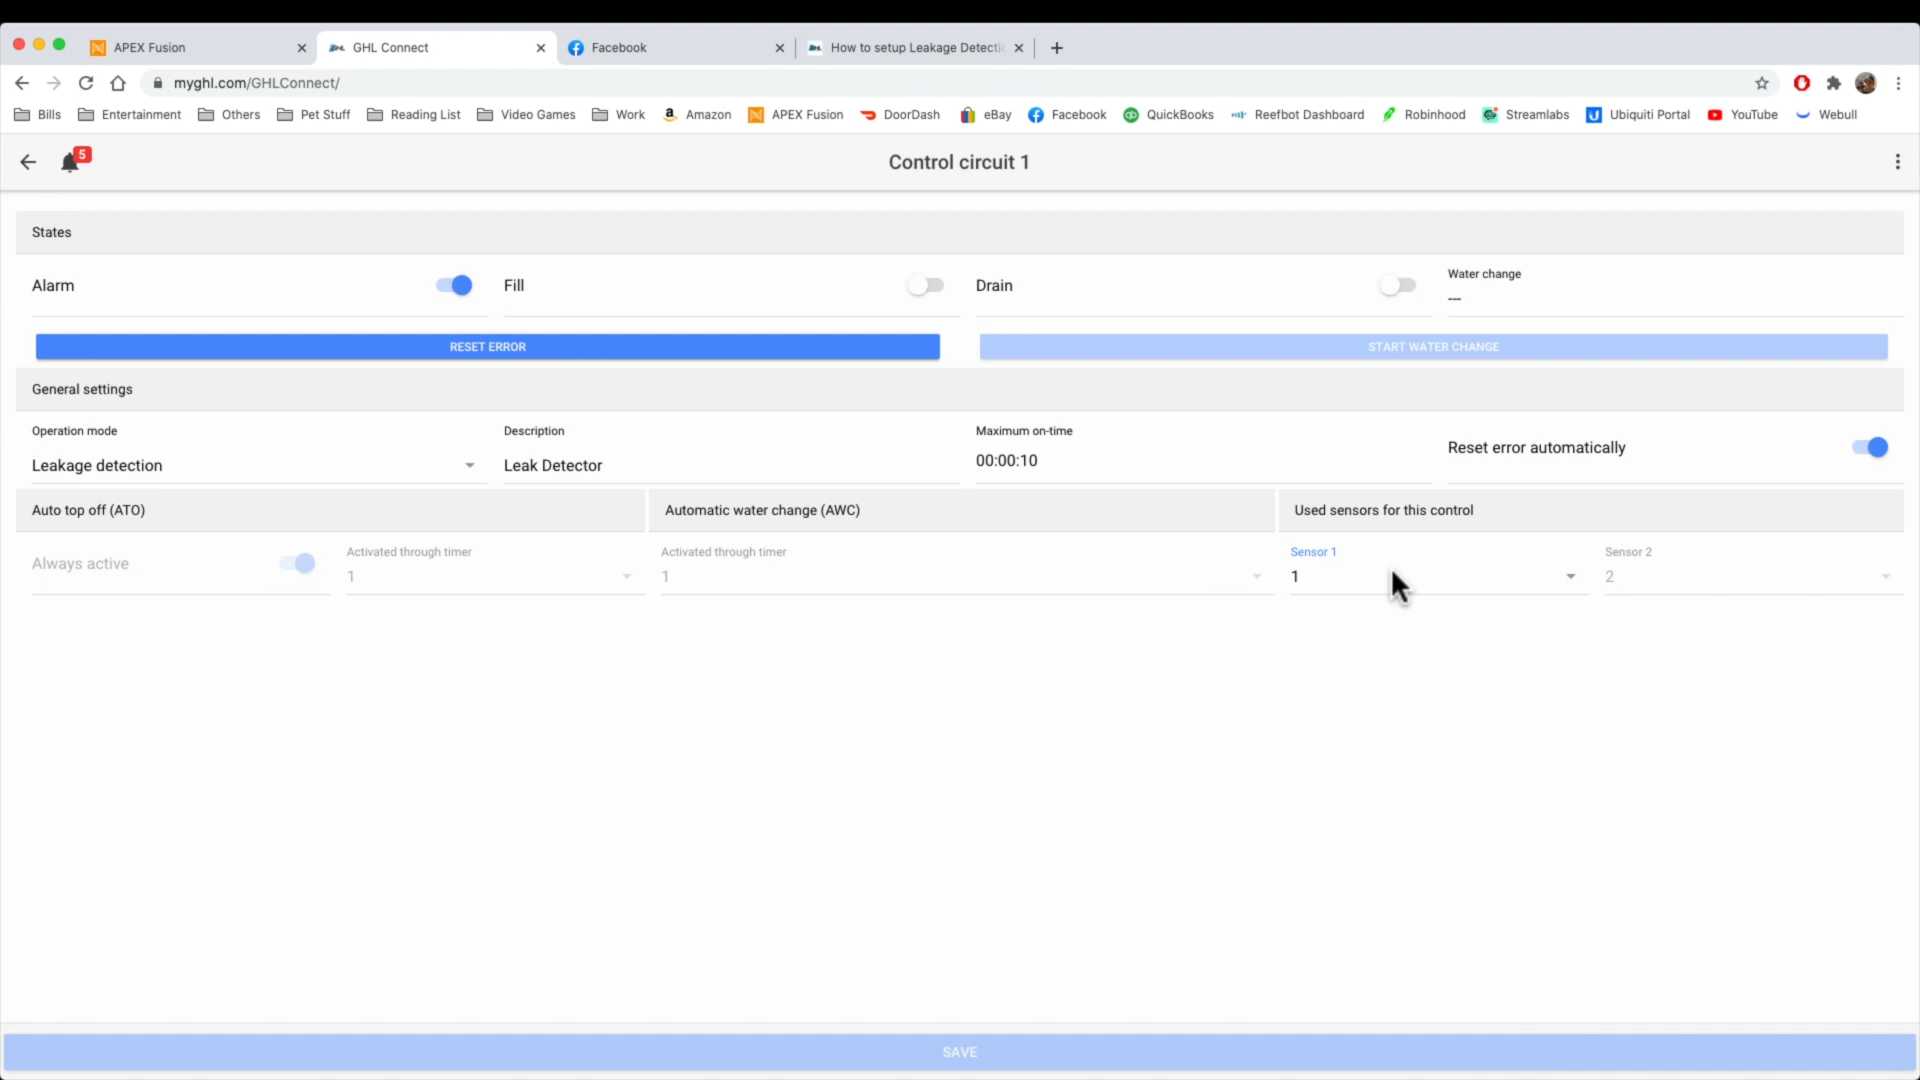 APEX Fusion
GHL Connect
Facebook
How to setup Leakage Detectio
myghl.com/GHLConnect/
Bills
Entertainment
Others
Pet Stuff
Reading List
Video Games
Work
Amazon
APEX Fusion
DoorDash
eBay
Facebook
QuickBooks
Reefbot Dashboard
Robinhood
Streamlabs
Ubiquiti Portal
YouTube
Webull
5
Control circuit 1
States
Alarm
Fill
Drain
Water change
---
RESET ERROR
START WATER CHANGE
General settings
Operation mode
Leakage detection
Description
Leak Detector
Maximum on-time
00:00:10
Reset error automatically
Auto top off (ATO)
Automatic water change (AWC)
Used sensors for this control
Always active
Activated through timer
1
Activated through timer
1
Sensor 1
1
Sensor 2
2
SAVE